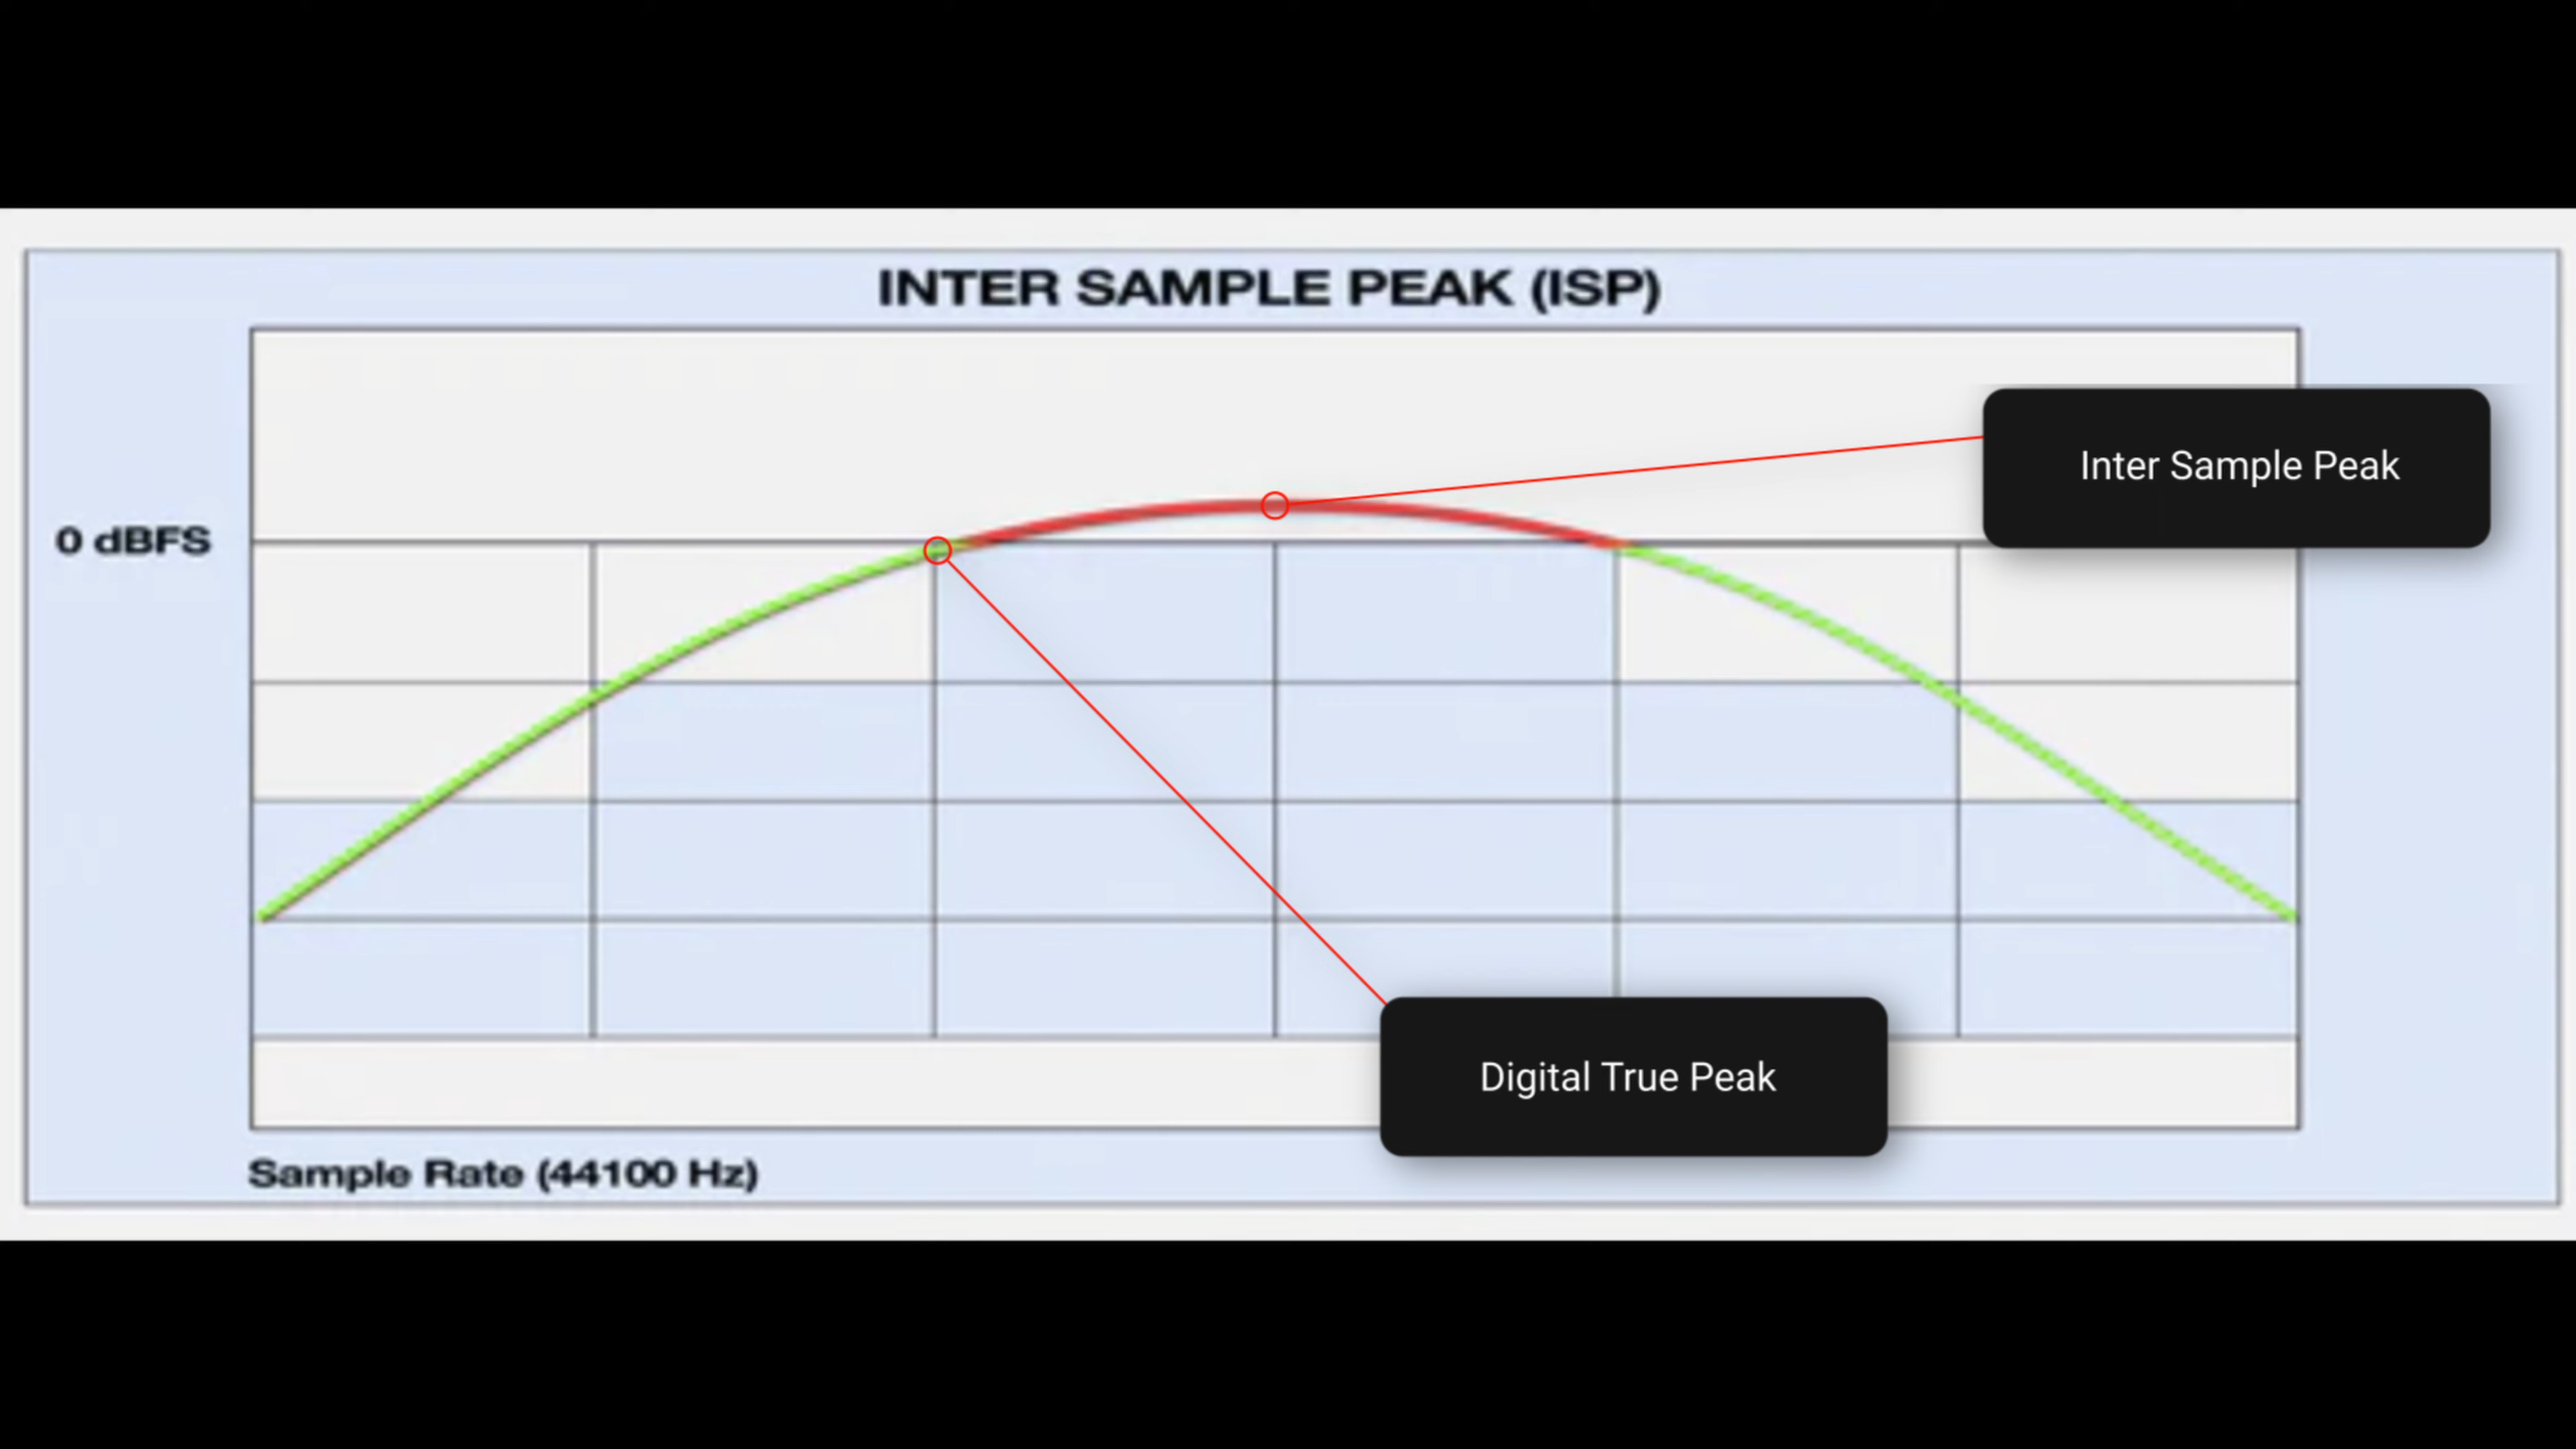 INTER SAMPLE PEAK (ISP)
Inter Sample Peak
0 dBFS
Digital True Peak
Sample Rate (44100 Hz)